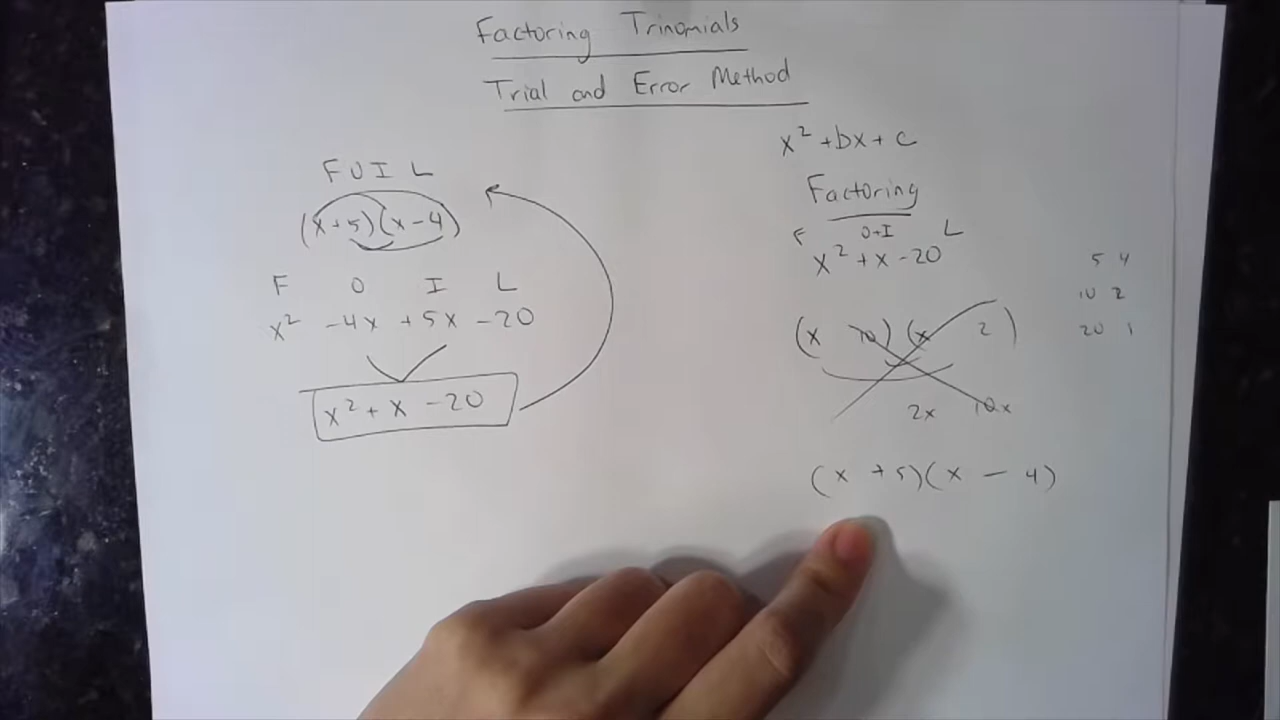 Factoring Trinomials
Trial and Error Method
F O I L
(x+5)(x-4)
F O I L
x² -4x +5x -20
x² + x - 20
x² + bx + c
Factoring
F O+I L
x² + x - 20
5 4
10 2
20 1
(x 10)(x 2)
2x 10x
(x + 5)(x - 4)